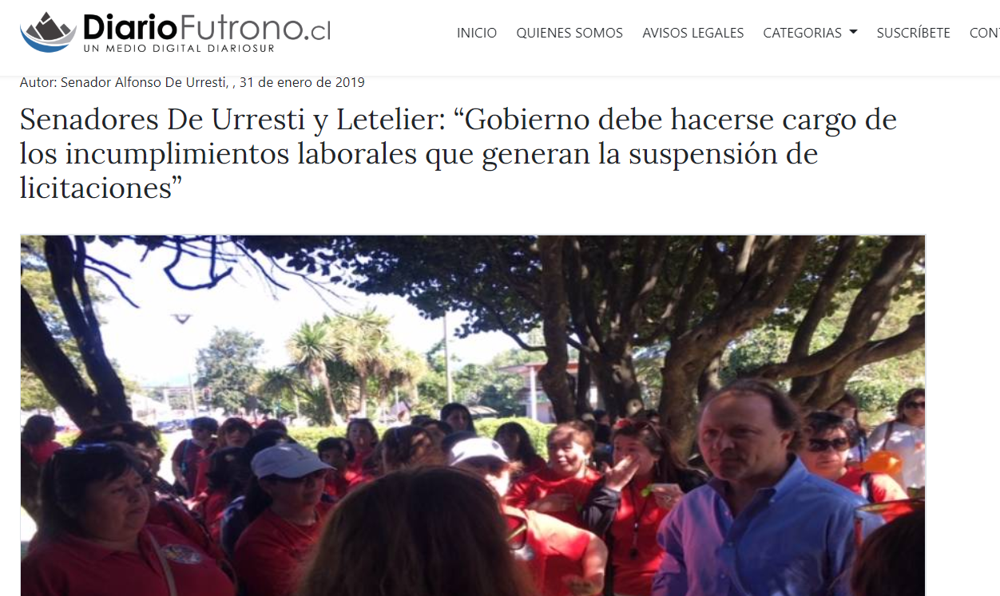 DiarioFutrono.cl
UN MEDIO DIGITAL DIARIOSUR
INICIO QUIENES SOMOS AVISOS LEGALES CATEGORIAS SUSCRÍBETE CONT
Autor: Senador Alfonso De Urresti, , 31 de enero de 2019
Senadores De Urresti y Letelier: “Gobierno debe hacerse cargo de
los incumplimientos laborales que generan la suspensión de
licitaciones”